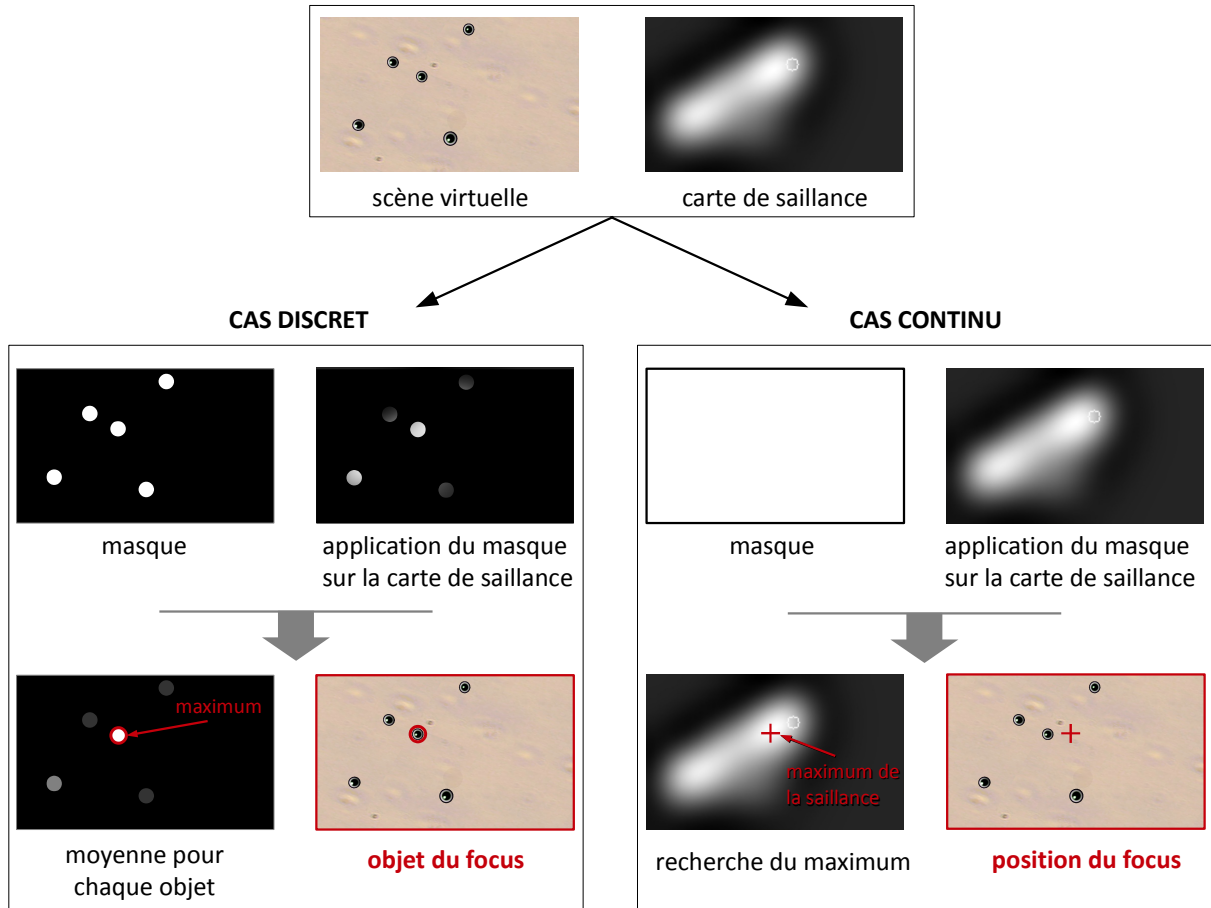 scène virtuelle
carte de saillance
CAS DISCRET
masque
application du masque
sur la carte de saillance
maximum
moyenne pour
chaque objet
objet du focus
CAS CONTINU
masque
application du masque
sur la carte de saillance
maximum de
la saillance
recherche du maximum
position du focus